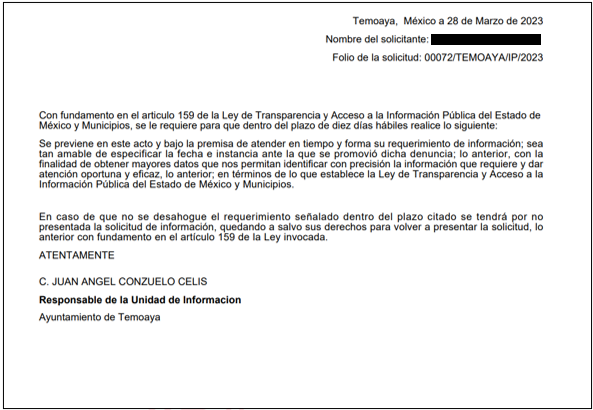 Temoaya, México a 28 de Marzo de 2023
Nombre del solicitante:
Folio de la solicitud: 00072/TEMOAYA/IP/2023
Con fundamento en el articulo 159 de la Ley de Transparencia y Acceso a la Información Pública del Estado de
México y Municipios, se le requiere para que dentro del plazo de diez días hábiles realice lo siguiente:
Se previene en este acto y bajo la premisa de atender en tiempo y forma su requerimiento de información; sea
tan amable de especificar la fecha e instancia ante la que se promovió dicha denuncia; lo anterior, con la
finalidad de obtener mayores datos que nos permitan identificar con precisión la información que requiere y dar
atención oportuna y eficaz, lo anterior; en términos de lo que establece la Ley de Transparencia y Acceso a la
Información Pública del Estado de México y Municipios.
En caso de que no se desahogue el requerimiento señalado dentro del plazo citado se tendrá por no
presentada la solicitud de información, quedando a salvo sus derechos para volver a presentar la solicitud, lo
anterior con fundamento en el artículo 159 de la Ley invocada.
ATENTAMENTE
C. JUAN ANGEL CONZUELO CELIS
Responsable de la Unidad de Informacion
Ayuntamiento de Temoaya